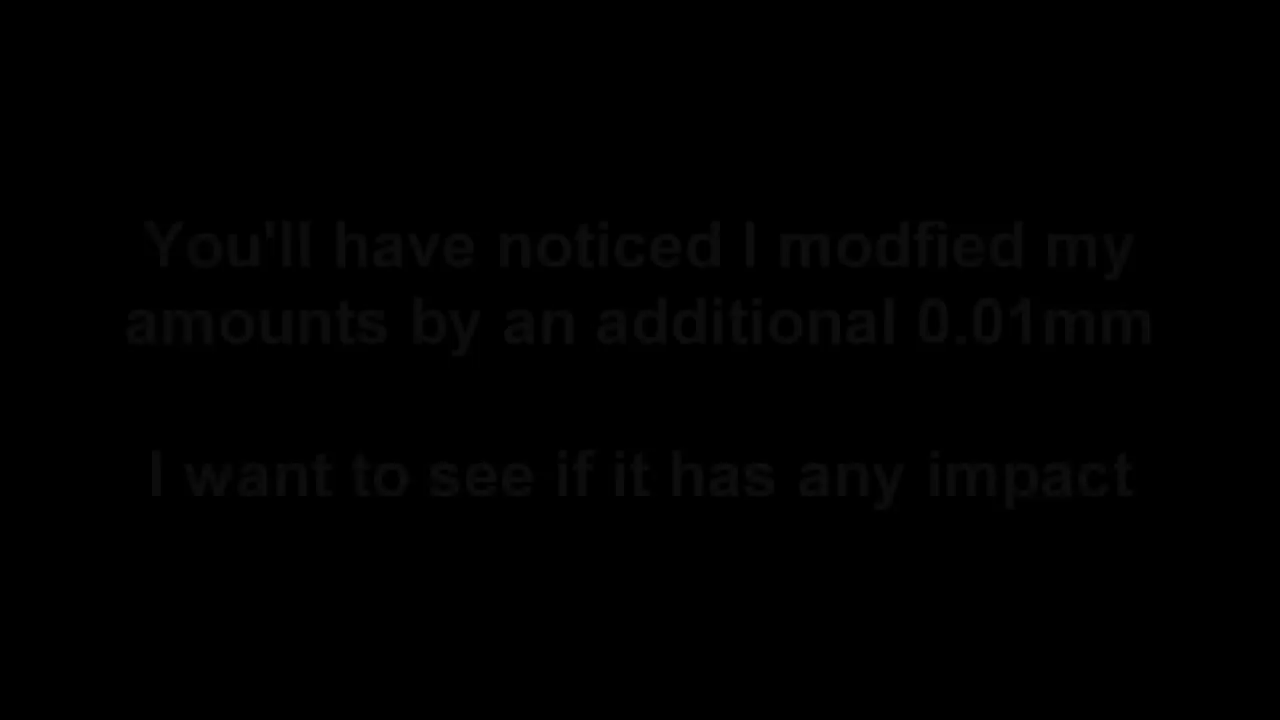 You'll have noticed I modfied my
amounts by an additional 0.01mm
I want to see if it has any impact